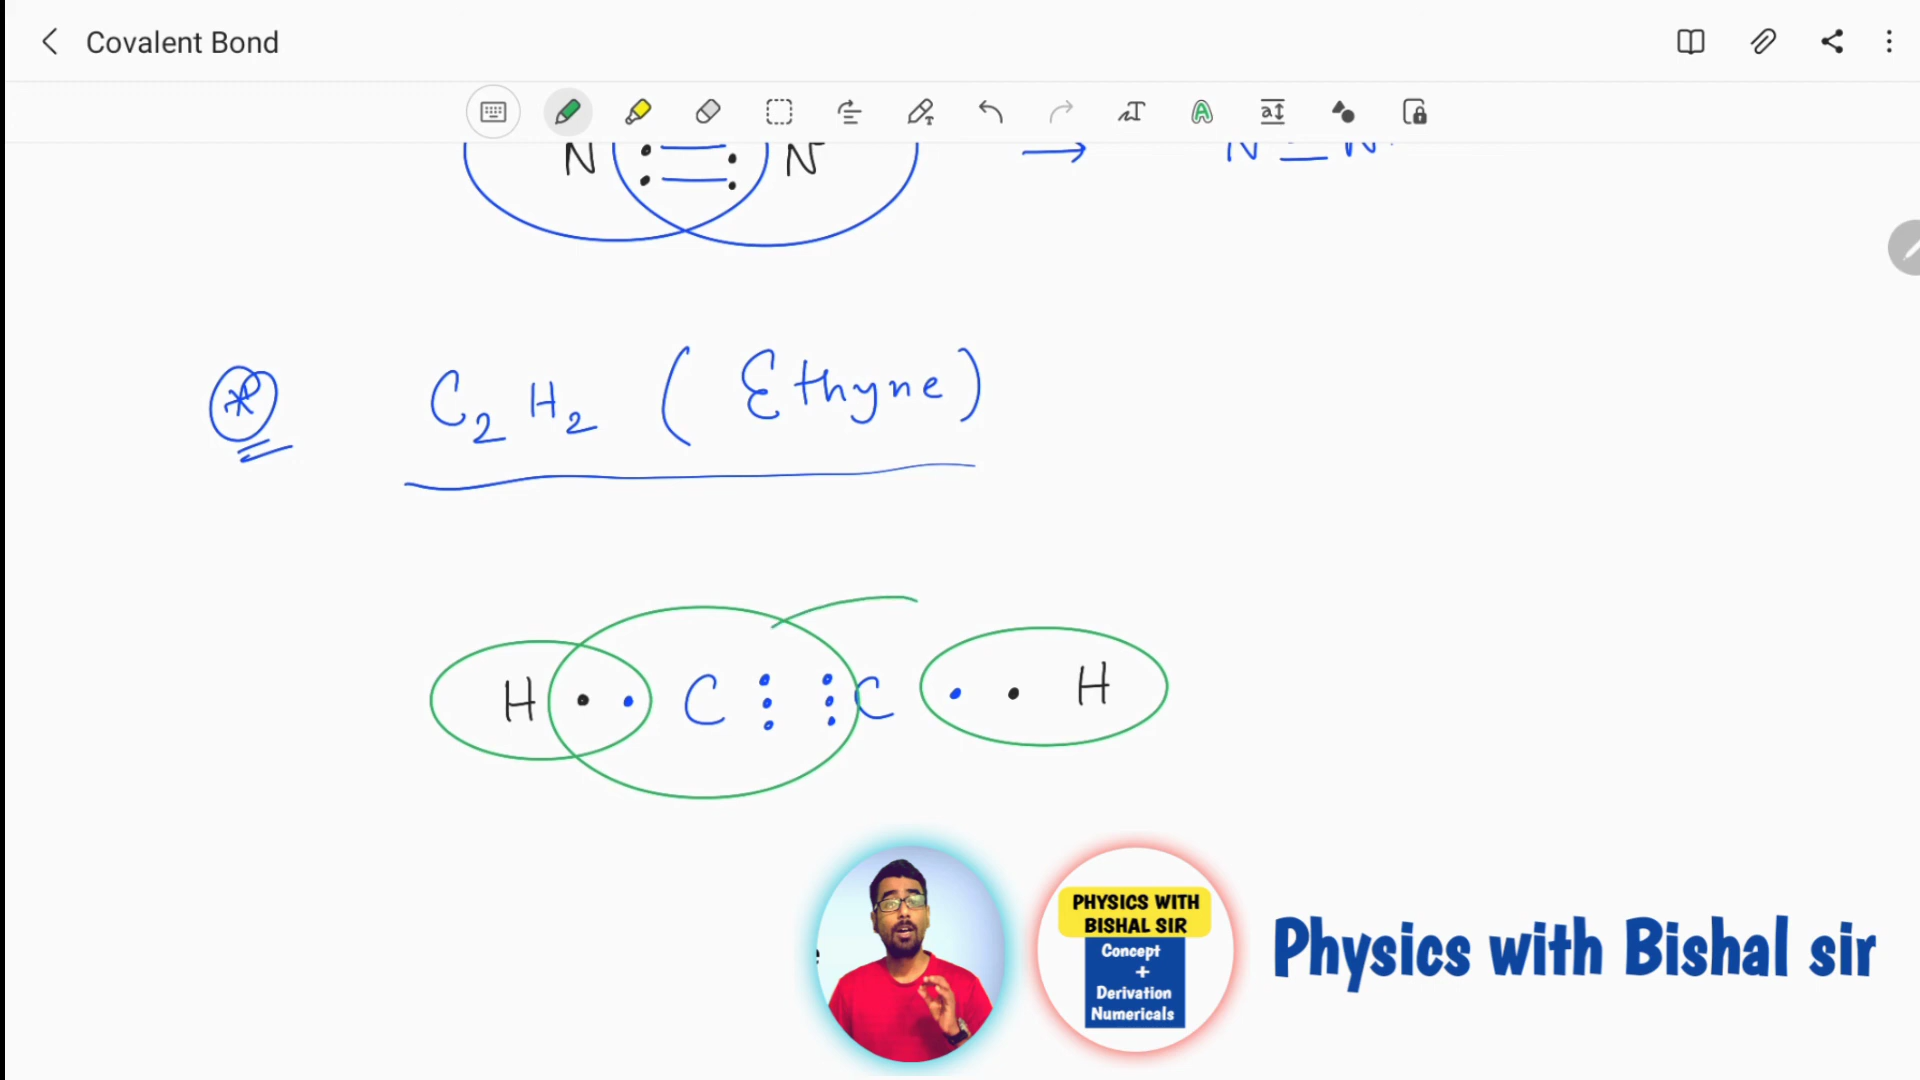 Covalent Bond
N : = : N → N ≡ N
* C₂ H₂ ( Ethyne )
H • • C ⋮ ⋮ C • • H
PHYSICS WITH
BISHAL SIR
Concept
+
Derivation
Numericals
Physics with Bishal sir